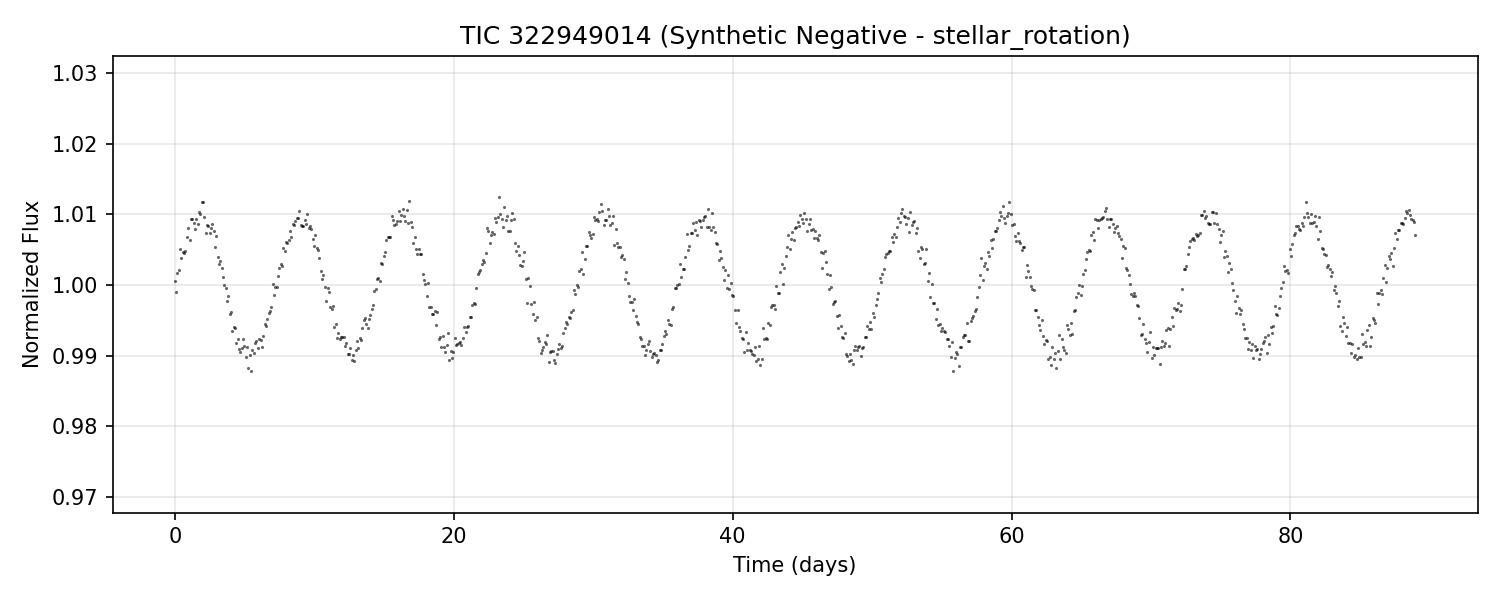 TIC 322949014 (Synthetic Negative - stellar_rotation)
1.03
1.02
1.01
1.00
0.99
0.98
0.97
Normalized Flux
0 20 40 60 80
Time (days)